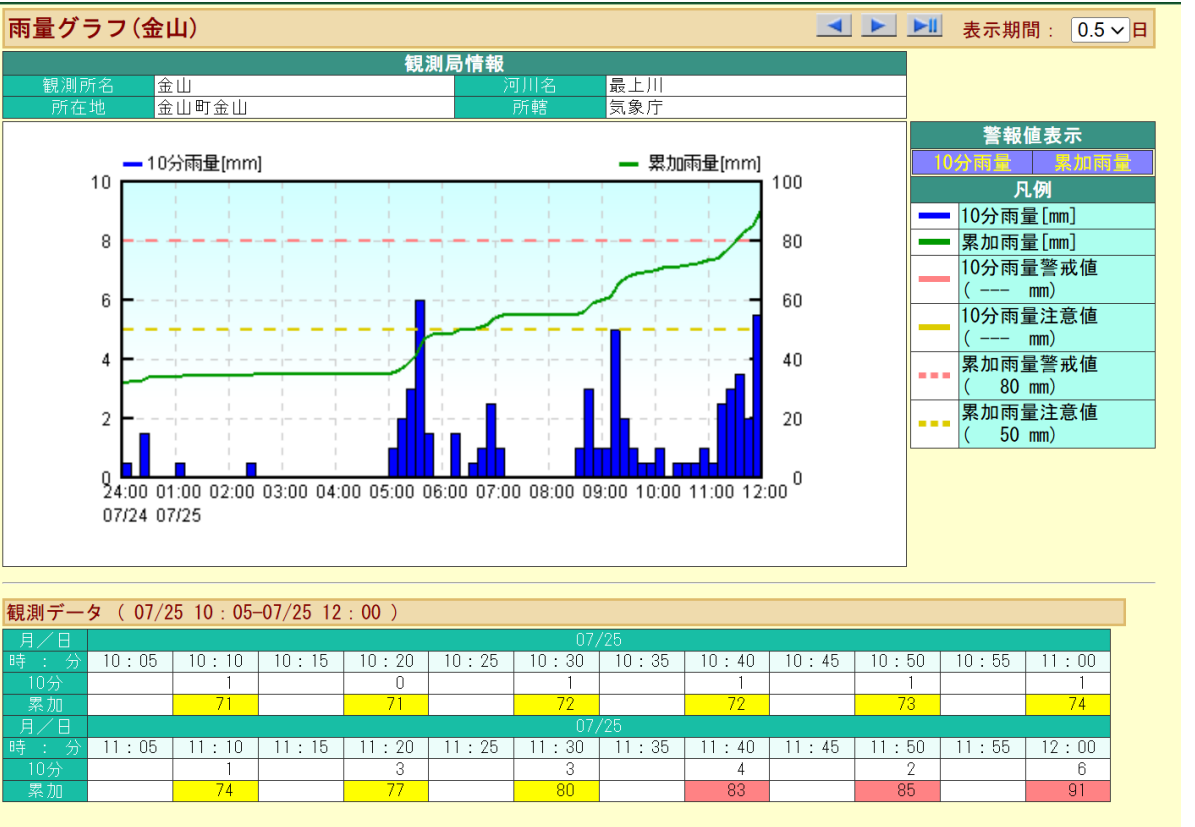 雨量グラフ(金山) 表示期間： 0.5 日
観測局情報
観測所名 金山 河川名 最上川
所在地 金山町金山 所轄 気象庁
10分雨量[mm] 累加雨量[mm]
10 100
8 80
6 60
4 40
2 20
0 0
24:00 01:00 02:00 03:00 04:00 05:00 06:00 07:00 08:00 09:00 10:00 11:00 12:00
07/24 07/25
警報値表示
10分雨量 累加雨量
凡例
10分雨量[mm]
累加雨量[mm]
10分雨量警戒値
( --- mm)
10分雨量注意値
( --- mm)
累加雨量警戒値
( 80 mm)
累加雨量注意値
( 50 mm)
観測データ ( 07/25 10：05-07/25 12：00 )
月／日 07/25
時：分 10：05 10：10 10：15 10：20 10：25 10：30 10：35 10：40 10：45 10：50 10：55 11：00
10分 1 0 1 1 1 1
累加 71 71 72 72 73 74
月／日 07/25
時：分 11：05 11：10 11：15 11：20 11：25 11：30 11：35 11：40 11：45 11：50 11：55 12：00
10分 1 3 3 4 2 6
累加 74 77 80 83 85 91